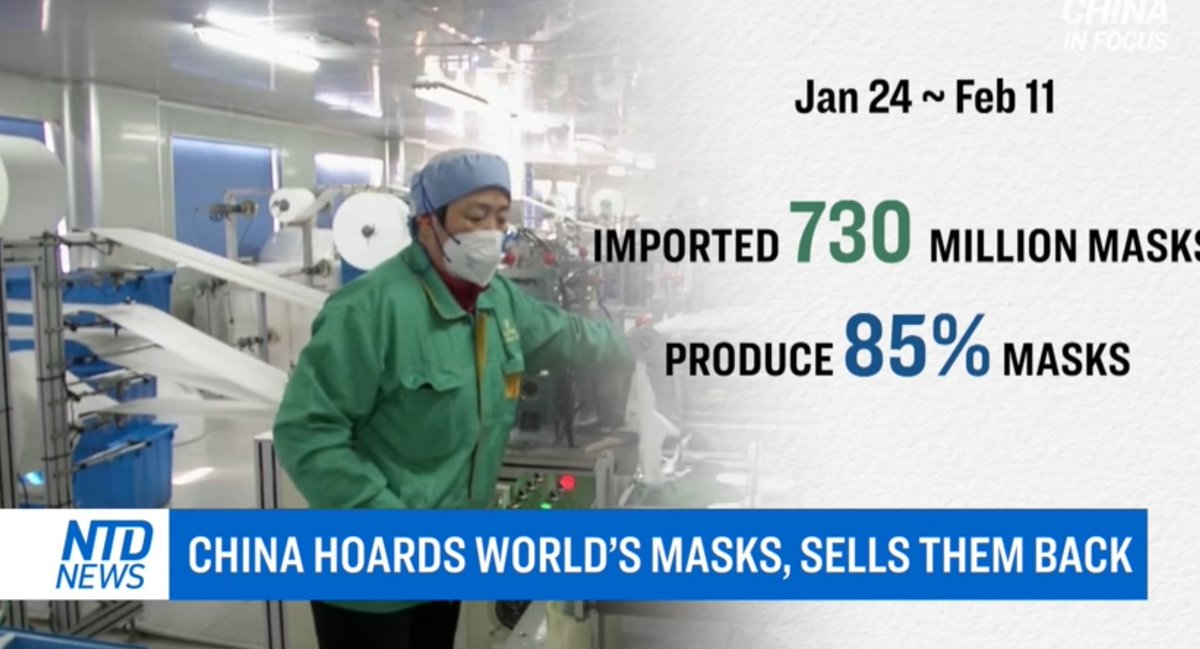 CHINA
IN FOCUS
Jan 24 ~ Feb 11
IMPORTED 730 MILLION MASKS
PRODUCE 85% MASKS
NTD
NEWS
CHINA HOARDS WORLD’S MASKS, SELLS THEM BACK